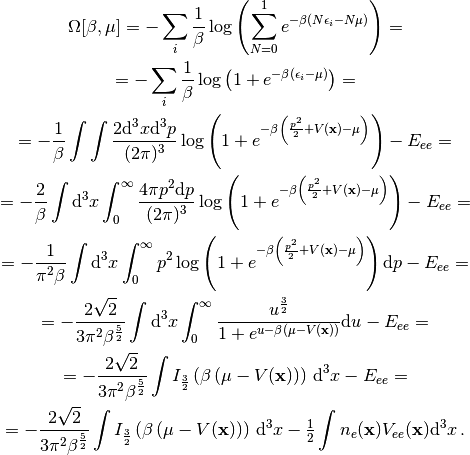 \Omega[\beta,\mu] = -\sum_i \frac{1}{\beta} \log\left(\sum_{N=0}^{1} e^{-\beta(N\epsilon_i - N\mu)}\right) =
= -\sum_i \frac{1}{\beta} \log\left(1 + e^{-\beta(\epsilon_i - \mu)}\right) =
= -\frac{1}{\beta} \int \int \frac{2\mathrm{d}^3x\mathrm{d}^3p}{(2\pi)^3} \log\left(1 + e^{-\beta\left(\frac{p^2}{2} + V(\mathbf{x}) - \mu\right)}\right) - E_{ee} =
= -\frac{2}{\beta} \int \mathrm{d}^3x \int_0^\infty \frac{4\pi p^2 \mathrm{d}p}{(2\pi)^3} \log\left(1 + e^{-\beta\left(\frac{p^2}{2} + V(\mathbf{x}) - \mu\right)}\right) - E_{ee} =
= -\frac{1}{\pi^2\beta} \int \mathrm{d}^3x \int_0^\infty p^2 \log\left(1 + e^{-\beta\left(\frac{p^2}{2} + V(\mathbf{x}) - \mu\right)}\right) \mathrm{d}p - E_{ee} =
= -\frac{2\sqrt{2}}{3\pi^2\beta^{\frac{5}{2}}} \int \mathrm{d}^3x \int_0^\infty \frac{u^{\frac{3}{2}}}{1 + e^{u - \beta(\mu - V(\mathbf{x}))}} \mathrm{d}u - E_{ee} =
= -\frac{2\sqrt{2}}{3\pi^2\beta^{\frac{5}{2}}} \int I_{\frac{3}{2}}\left(\beta\left(\mu - V(\mathbf{x})\right)\right) \mathrm{d}^3x - E_{ee} =
= -\frac{2\sqrt{2}}{3\pi^2\beta^{\frac{5}{2}}} \int I_{\frac{3}{2}}\left(\beta\left(\mu - V(\mathbf{x})\right)\right) \mathrm{d}^3x - \frac{1}{2} \int n_e(\mathbf{x}) V_{ee}(\mathbf{x}) \mathrm{d}^3x .